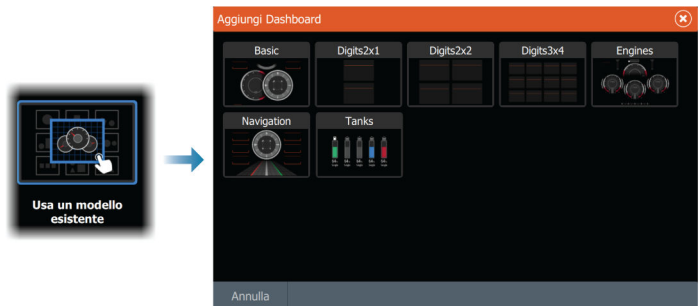 Aggiungi Dashboard
Basic
Digits2x1
Digits2x2
Digits3x4
Engines
Navigation
Tanks
Usa un modello
esistente
Annulla